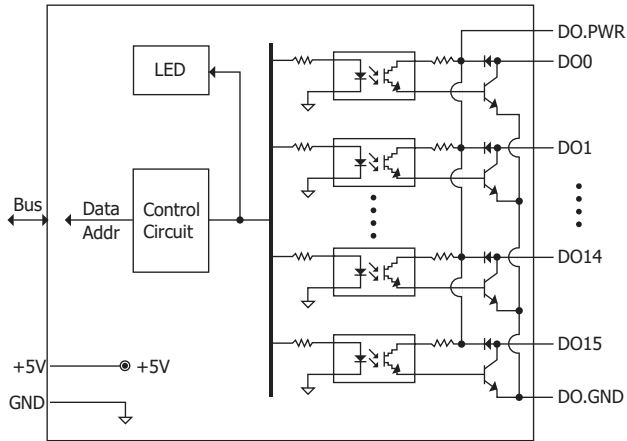 DO.PWR
LED
DO0
DO1
Bus
Data
Addr
Control
Circuit
DO14
DO15
+5V
+5V
GND
DO.GND